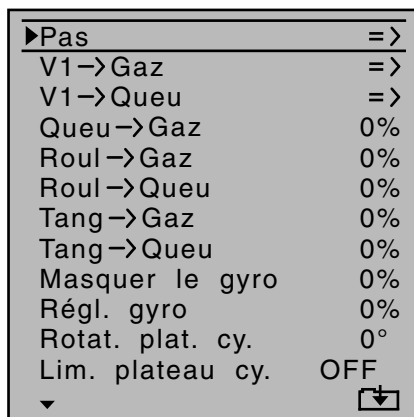 ▶Pas =>
V1->Gaz =>
V1->Queu =>
Queu->Gaz 0%
Roul->Gaz 0%
Roul->Queu 0%
Tang->Gaz 0%
Tang->Queu 0%
Masquer le gyro 0%
Régl. gyro 0%
Rotat. plat. cy. 0°
Lim. plateau cy. OFF